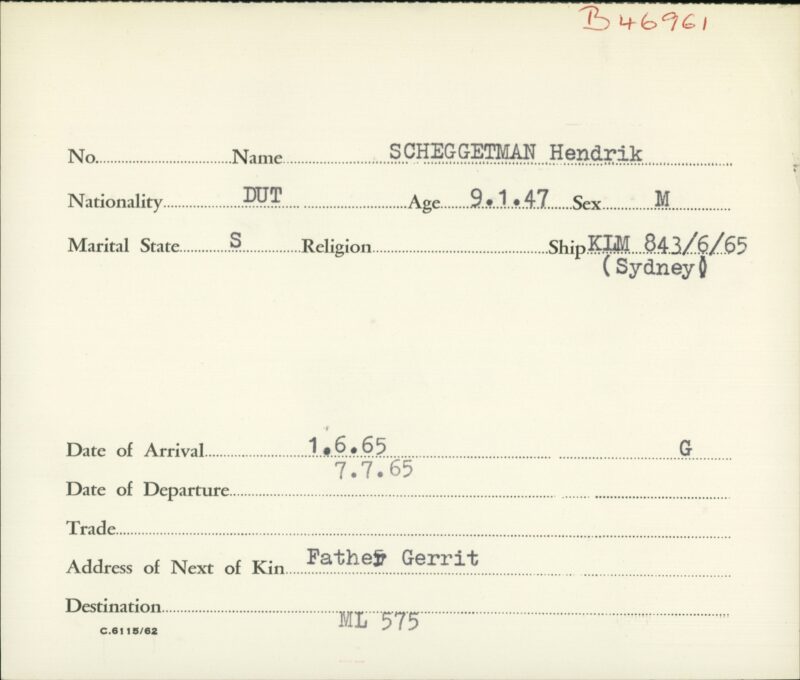 B46961
No. Name SCHEGGETMAN Hendrik
Nationality DUT Age 9.1.47 Sex M
Marital State S Religion Ship KLM 843/6/65
(Sydney)
Date of Arrival 1.6.65 G
7.7.65
Date of Departure
Trade
Address of Next of Kin Father Gerrit
Destination
ML 575
C.6115/62